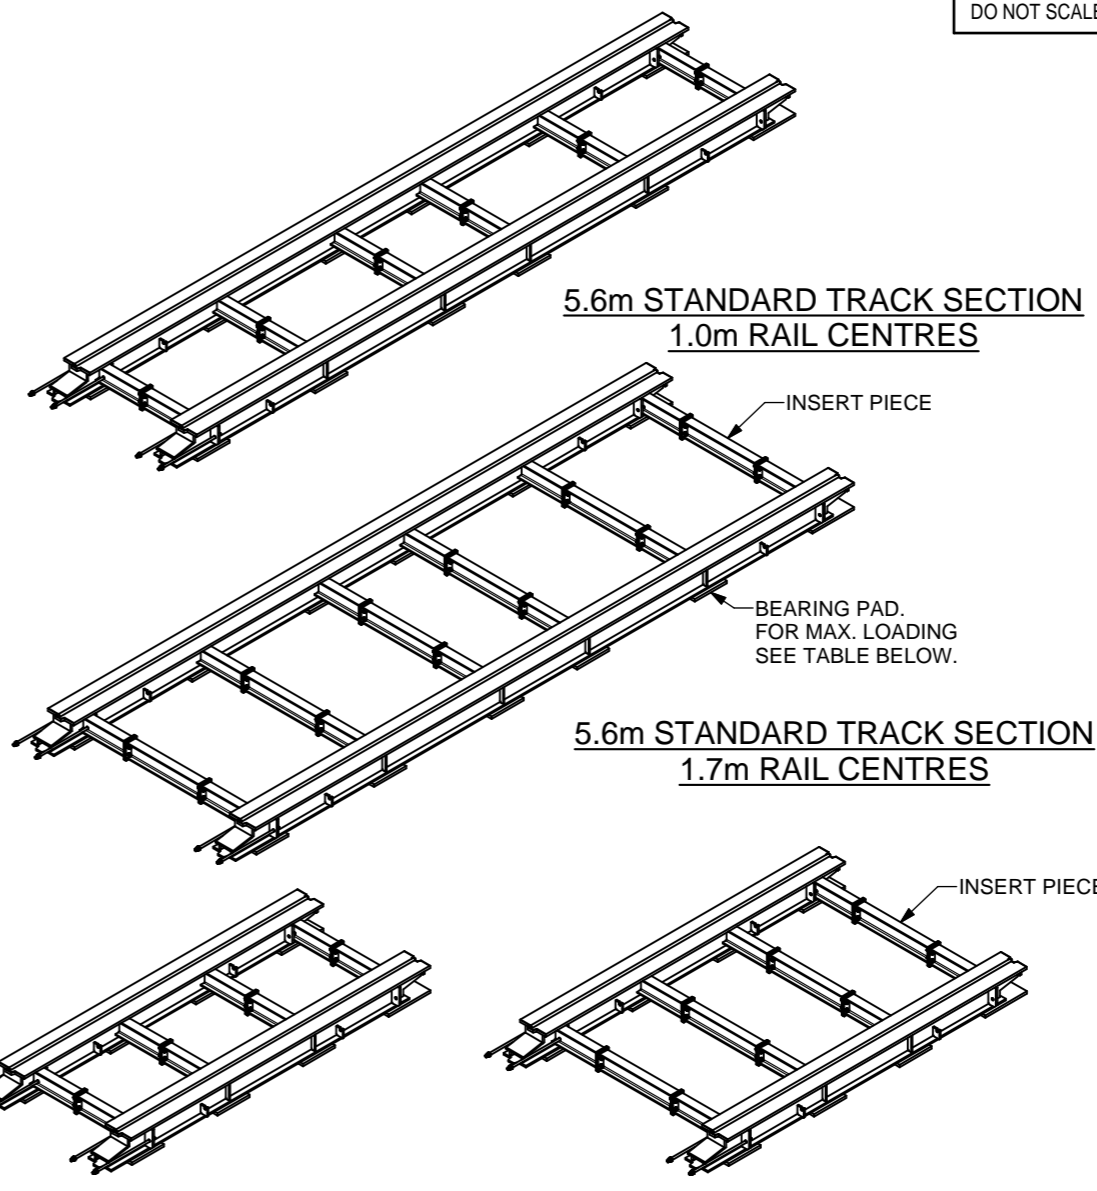 DO NOT SCALE
5.6m STANDARD TRACK SECTION
1.0m RAIL CENTRES
INSERT PIECE
BEARING PAD.
FOR MAX. LOADING
SEE TABLE BELOW.
5.6m STANDARD TRACK SECTION
1.7m RAIL CENTRES
INSERT PIECE